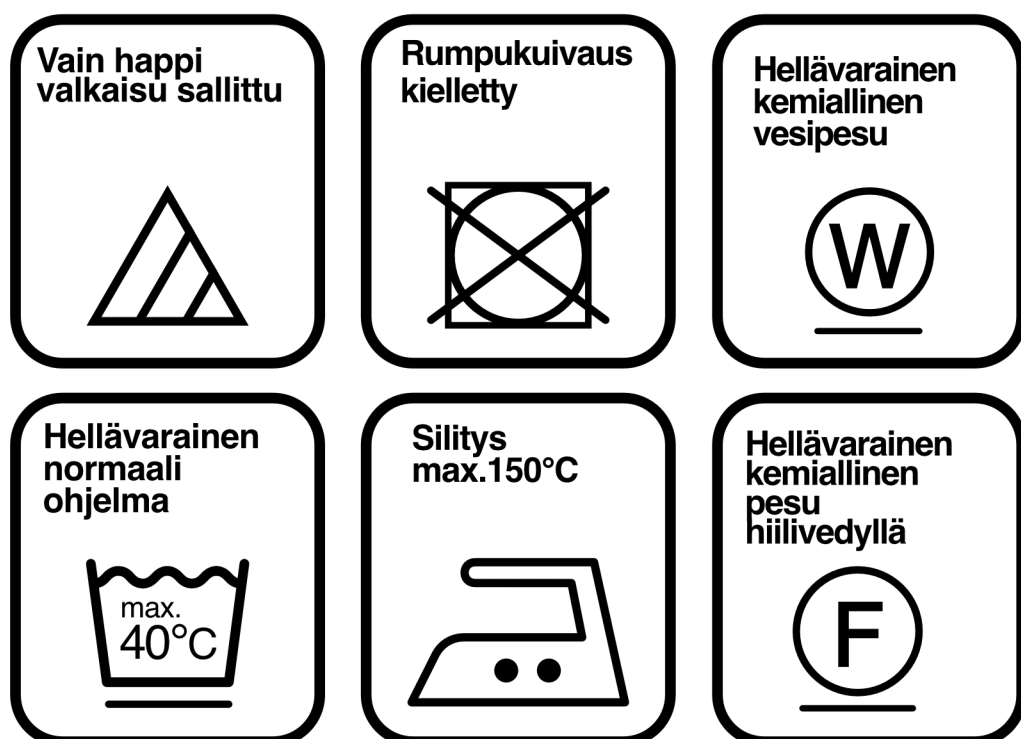 Vain happi
valkaisu sallittu
Rumpukuivaus
kielletty
Hellävarainen
kemiallinen
vesipesu
W
Hellävarainen
normaali
ohjelma
max.
40°C
Silitys
max.150°C
Hellävarainen
kemiallinen
pesu
hiilivedyllä
F